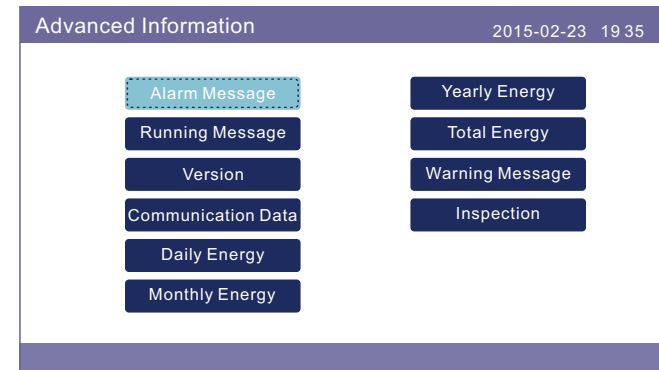 Advanced Information
2015-02-23 19 35
Alarm Message
Running Message
Version
Communication Data
Daily Energy
Monthly Energy
Yearly Energy
Total Energy
Warning Message
Inspection